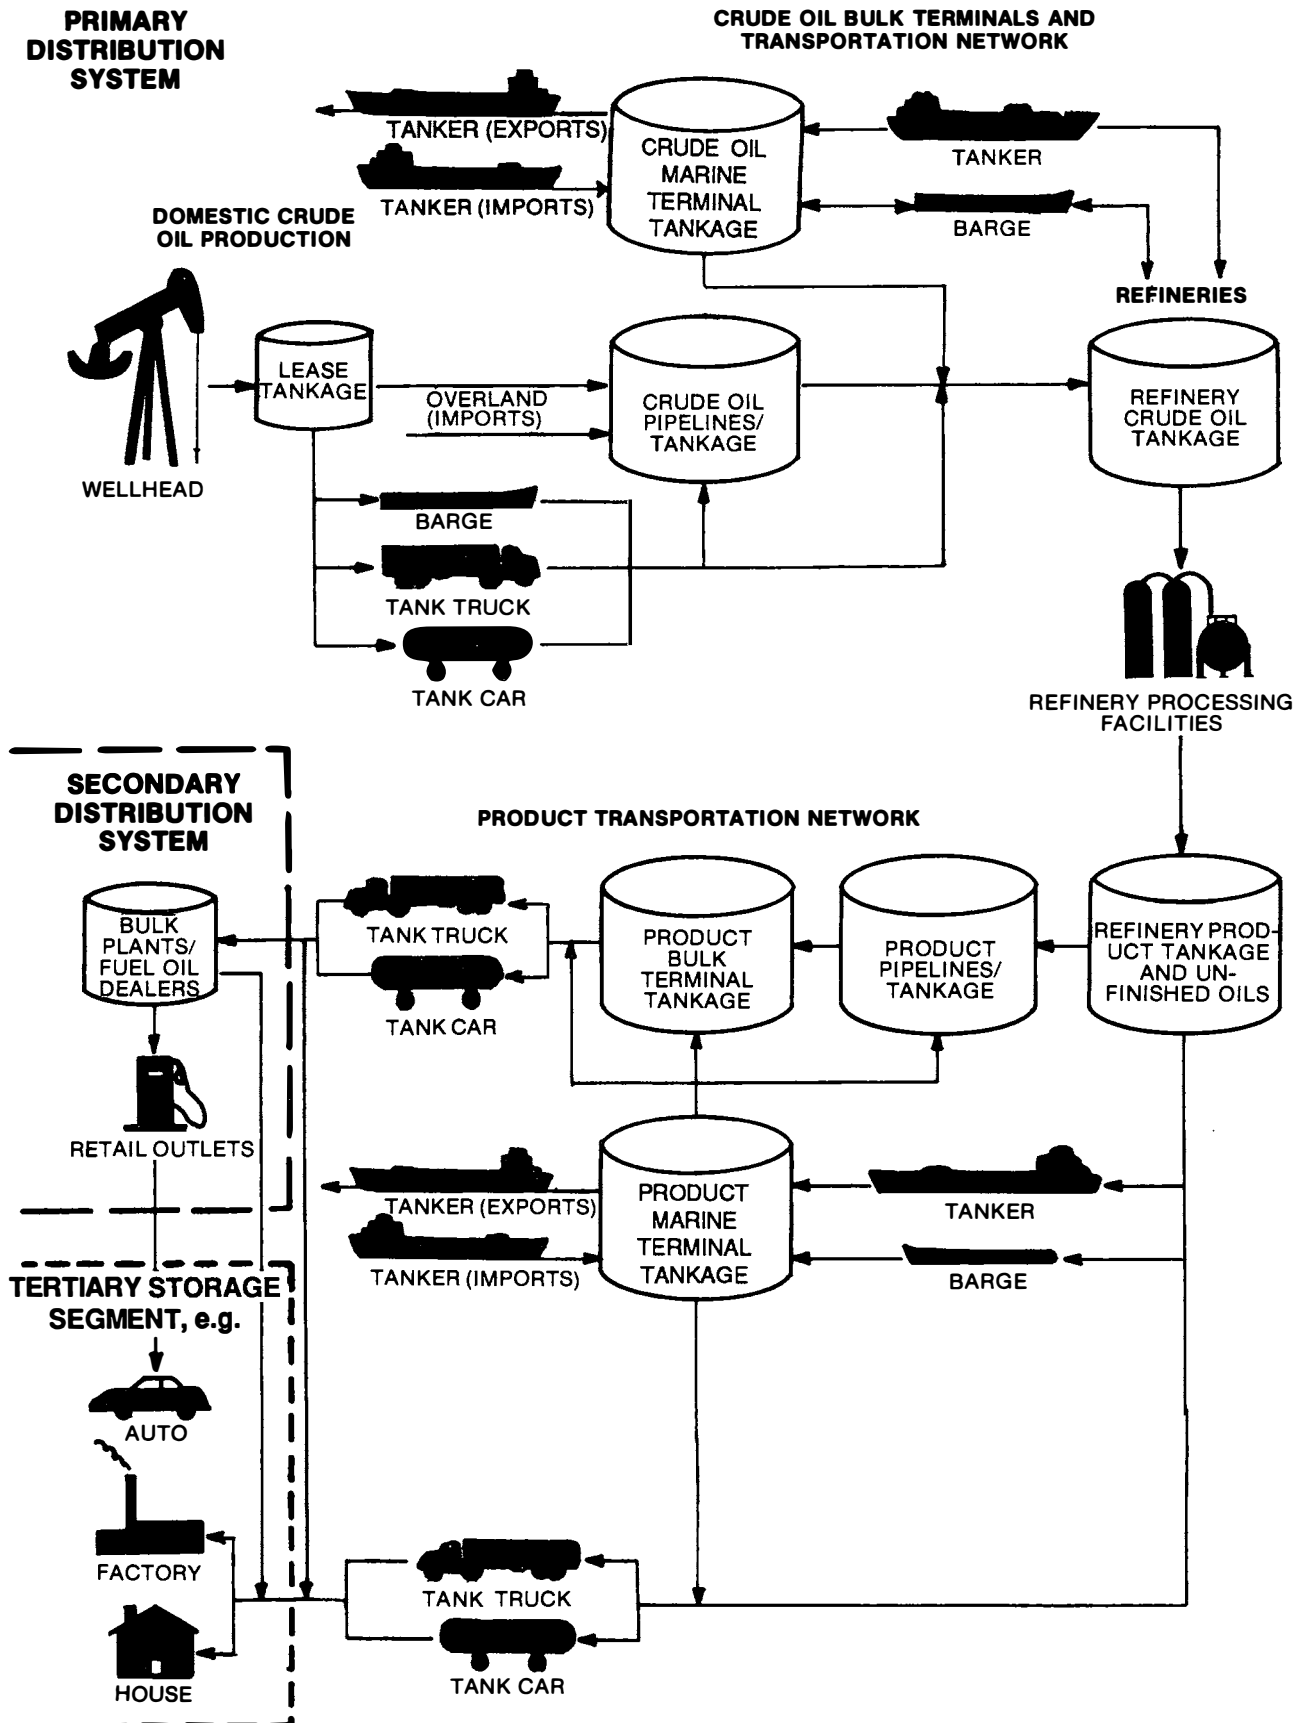 PRIMARY
DISTRIBUTION
SYSTEM
CRUDE OIL BULK TERMINALS AND
TRANSPORTATION NETWORK
TANKER (EXPORTS)
TANKER (IMPORTS)
CRUDE OIL
MARINE
TERMINAL
TANKAGE
TANKER
BARGE
DOMESTIC CRUDE
OIL PRODUCTION
REFINERIES
WELLHEAD
LEASE
TANKAGE
OVERLAND
(IMPORTS)
CRUDE OIL
PIPELINES/
TANKAGE
REFINERY
CRUDE OIL
TANKAGE
BARGE
TANK TRUCK
TANK CAR
REFINERY PROCESSING
FACILITIES
SECONDARY
DISTRIBUTION
SYSTEM
PRODUCT TRANSPORTATION NETWORK
BULK
PLANTS/
FUEL OIL
DEALERS
TANK TRUCK
TANK CAR
PRODUCT
BULK
TERMINAL
TANKAGE
PRODUCT
PIPELINES/
TANKAGE
REFINERY PROD-
UCT TANKAGE
AND UN-
FINISHED OILS
RETAIL OUTLETS
TANKER (EXPORTS)
TANKER (IMPORTS)
PRODUCT
MARINE
TERMINAL
TANKAGE
TANKER
BARGE
TERTIARY STORAGE
SEGMENT, e.g.
AUTO
FACTORY
HOUSE
TANK TRUCK
TANK CAR